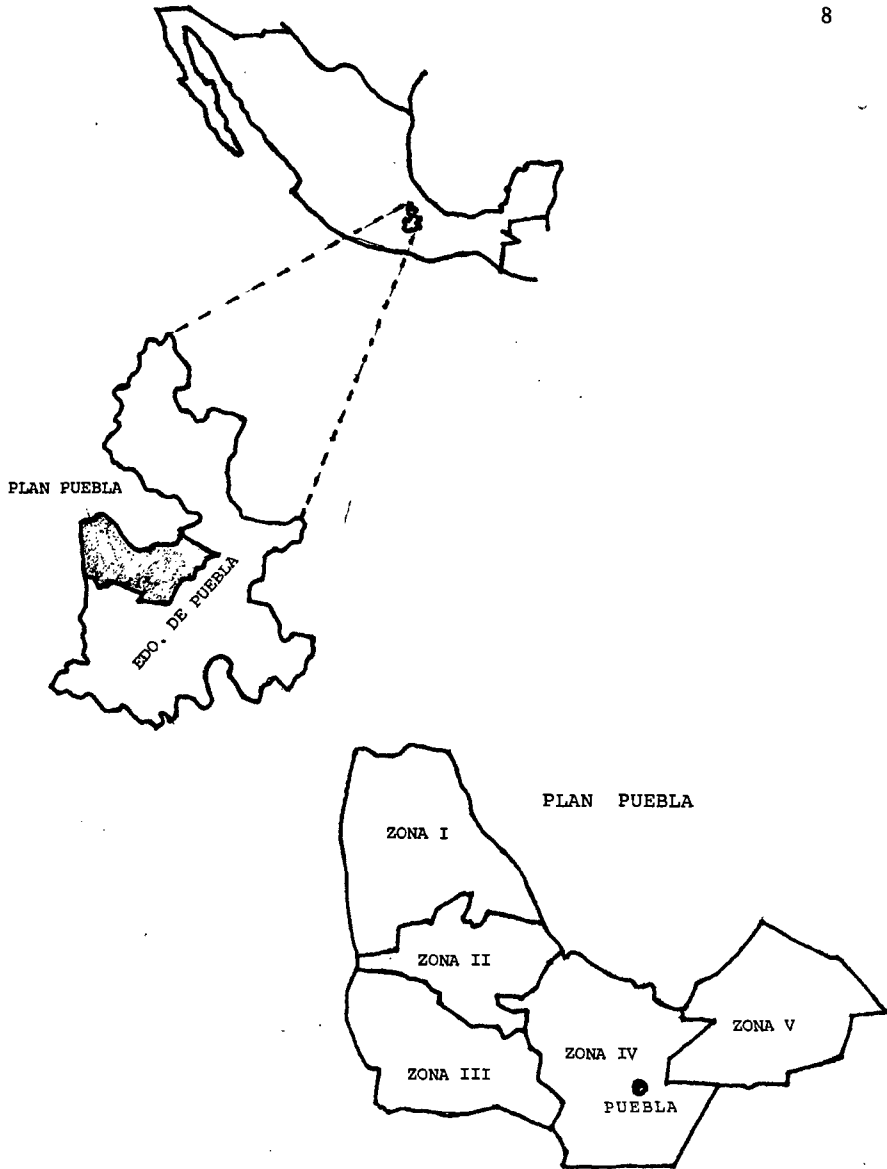 8
PLAN PUEBLA
EDO. DE PUEBLA
PLAN PUEBLA
ZONA I
ZONA II
ZONA III
ZONA IV
ZONA V
PUEBLA